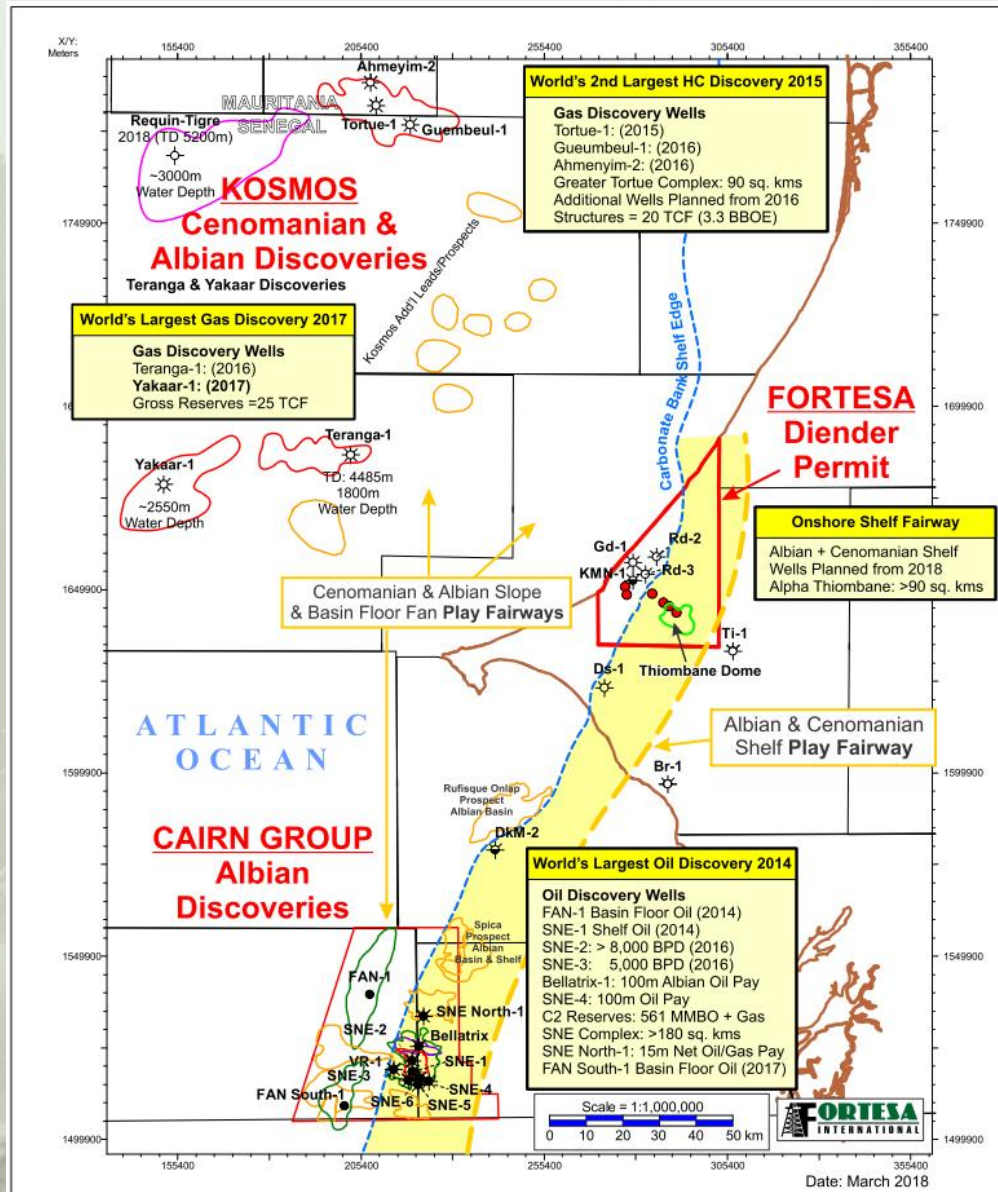 X/Y:
Meters
155400 205400 255400 305400 355400
Ahmeyim-2
MAURITANIA
SENEGAL
Tortue-1
Guembeul-1
Requin-Tigre
2018 (TD 5200m)
~3000m
Water Depth
KOSMOS
Cenomanian &
Albian Discoveries
Teranga & Yakaar Discoveries
World's 2nd Largest HC Discovery 2015
Gas Discovery Wells
Tortue-1: (2015)
Gueumbeul-1: (2016)
Ahmenyim-2: (2016)
Greater Tortue Complex: 90 sq. kms
Additional Wells Planned from 2016
Structures = 20 TCF (3.3 BBOE)
1749900
1749900
Kosmos Add'l Leads/Prospects
World's Largest Gas Discovery 2017
Gas Discovery Wells
Teranga-1: (2016)
Yakaar-1: (2017)
Gross Reserves =25 TCF
Carbonate Bank Shelf Edge
1699900
FORTESA
Diender
Permit
Teranga-1
TD: 4485m
1800m
Water Depth
Yakaar-1
~2550m
Water Depth
Onshore Shelf Fairway
Albian + Cenomanian Shelf
Wells Planned from 2018
Alpha Thiombane: >90 sq. kms
Gd-1
Rd-2
KMN-1
Rd-3
1649900
1649900
Cenomanian & Albian Slope
& Basin Floor Fan Play Fairways
Ti-1
Thiombane Dome
Ds-1
ATLANTIC
OCEAN
Albian & Cenomanian
Shelf Play Fairway
Br-1
1599900
1599900
Rufisque Onlap
Prospect
Albian Basin
DkM-2
CAIRN GROUP
Albian
Discoveries
World's Largest Oil Discovery 2014
Oil Discovery Wells
FAN-1 Basin Floor Oil (2014)
SNE-1 Shelf Oil (2014)
SNE-2: > 8,000 BPD (2016)
SNE-3: 5,000 BPD (2016)
Bellatrix-1: 100m Albian Oil Pay
SNE-4: 100m Oil Pay
C2 Reserves: 561 MMBO + Gas
SNE Complex: >180 sq. kms
SNE North-1: 15m Net Oil/Gas Pay
FAN South-1 Basin Floor Oil (2017)
Spica
Prospect
Albian
Basin & Shelf
1549900
1549900
FAN-1
SNE North-1
SNE-2
Bellatrix
VR-1
SNE-1
SNE-3
SNE-4
FAN South-1
SNE-6
SNE-5
Scale = 1:1,000,000
0 10 20 30 40 50 km
FORTESA
INTERNATIONAL
1499900
1499900
155400 205400 255400 305400 355400
Date: March 2018